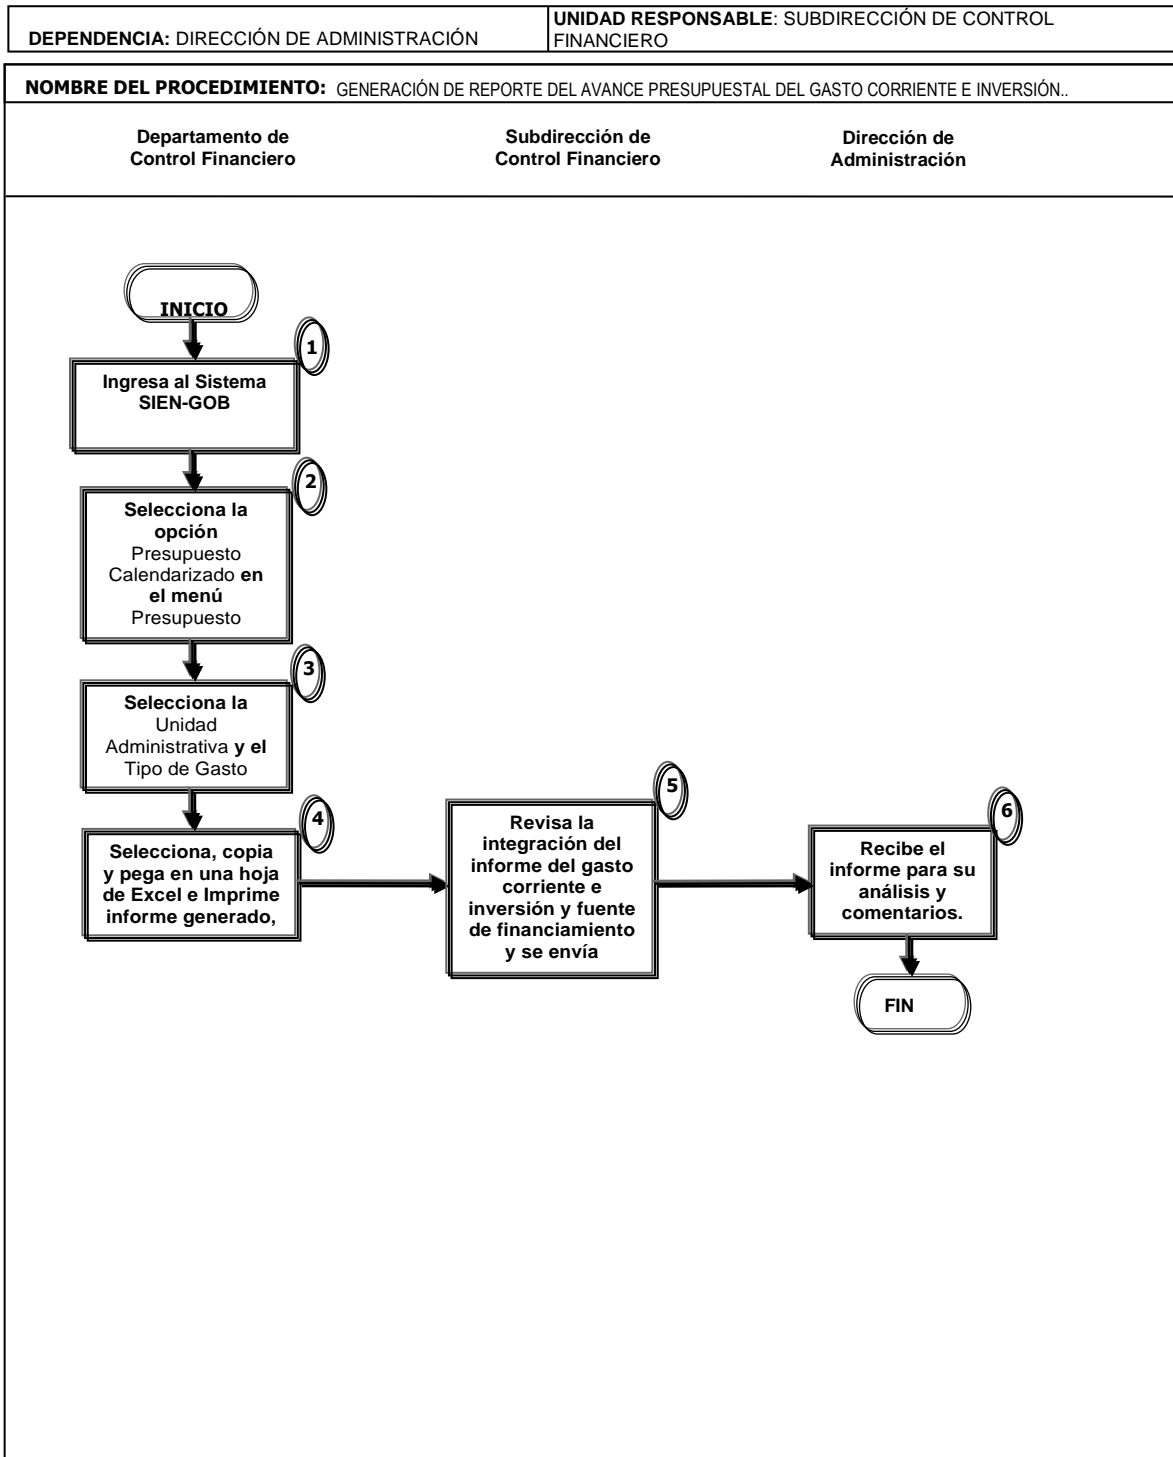 DEPENDENCIA: DIRECCIÓN DE ADMINISTRACIÓN
UNIDAD RESPONSABLE: SUBDIRECCIÓN DE CONTROL
FINANCIERO
NOMBRE DEL PROCEDIMIENTO: GENERACIÓN DE REPORTE DEL AVANCE PRESUPUESTAL DEL GASTO CORRIENTE E INVERSIÓN..
Departamento de
Control Financiero
Subdirección de
Control Financiero
Dirección de
Administración
INICIO
1
Ingresa al Sistema
SIEN-GOB
2
Selecciona la
opción
Presupuesto
Calendarizado en
el menú
Presupuesto
3
Selecciona la
Unidad
Administrativa y el
Tipo de Gasto
4
Selecciona, copia
y pega en una hoja
de Excel e Imprime
informe generado,
5
Revisa la
integración del
informe del gasto
corriente e
inversión y fuente
de financiamiento
y se envía
6
Recibe el
informe para su
análisis y
comentarios.
FIN